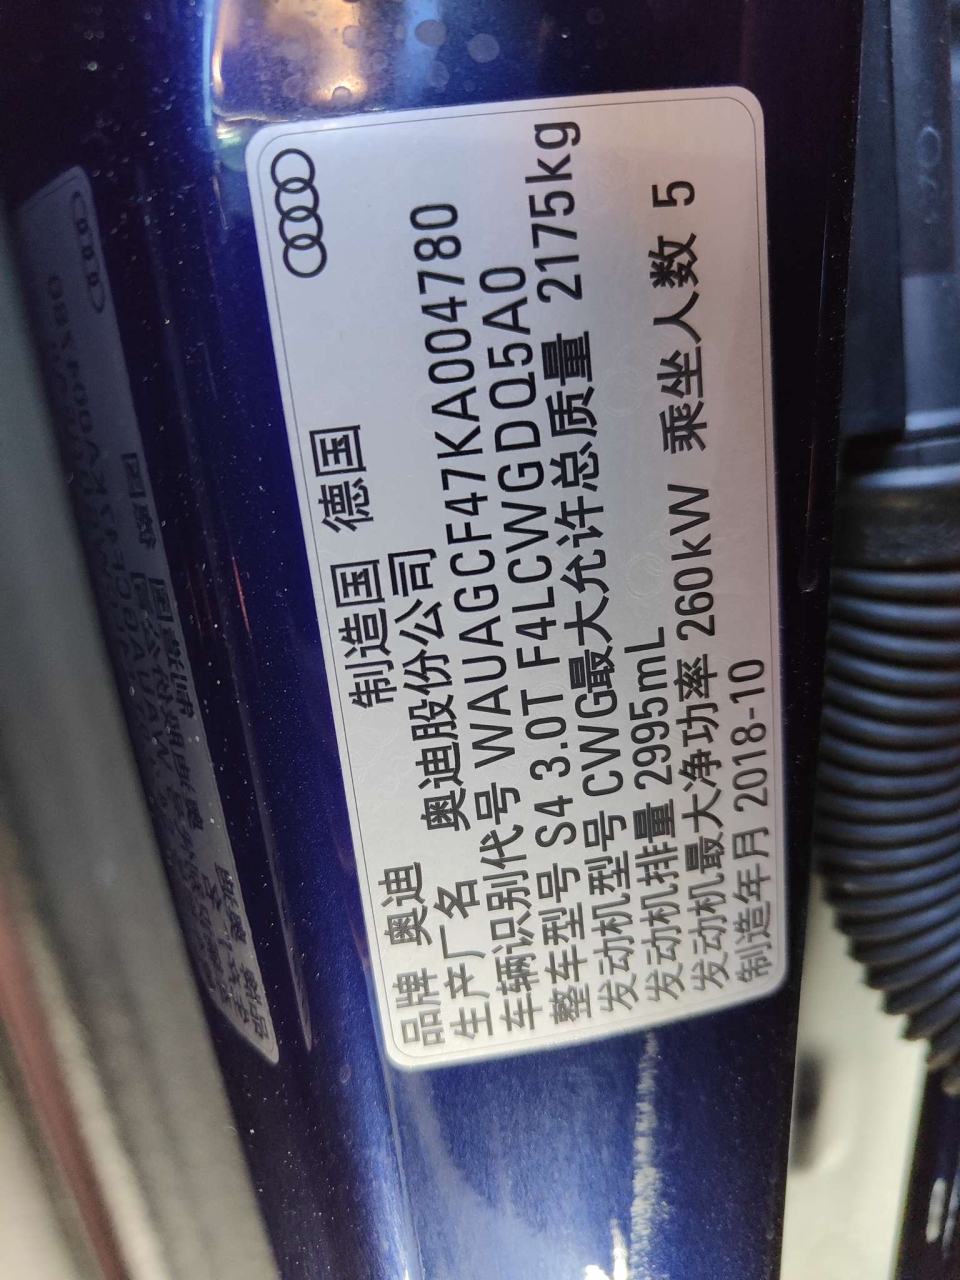 品牌 奥迪 制造国 德国
生产厂名 奥迪股份公司
车辆识别代号 WAUAGCF47KA004780
整车型号 S4 3.0T F4LCWGDQ5A0
发动机型号 CWG最大允许总质量 2175kg
发动机排量 2995mL
发动机最大净功率 260kW 乘坐人数 5
制造年月 2018-10